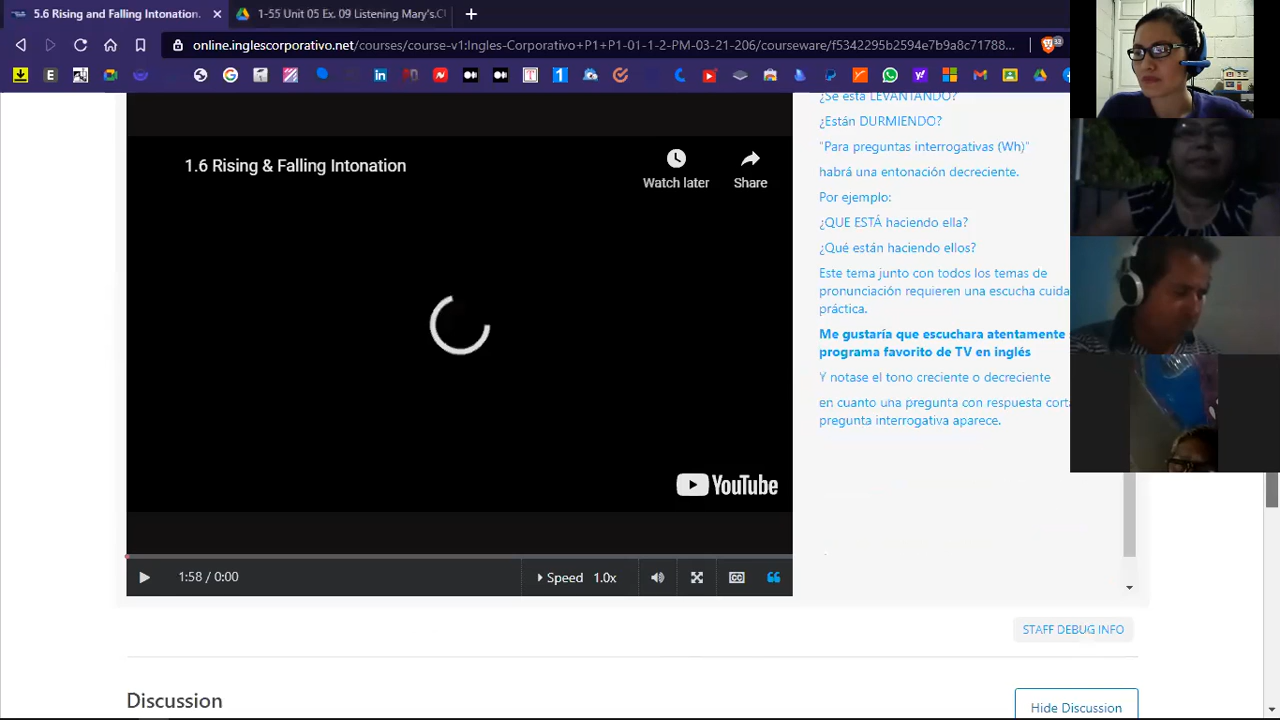 5.6 Rising and Falling Intonation.
1-55 Unit 05 Ex. 09 Listening Mary's.
online.inglescorporativo.
/courses/course-v1:Ingles-Corporativo+P1+P1-01-1-2-PM-03-21-206/courseware/f5342295b2594e7b9a8c71788...
1.6 Rising & Falling Intonation
Watch later
Share
YouTube
1:58 / 0:00
Speed 1.0x
¿Se está LEVANTANDO?
¿Están DURMIENDO?
"Para preguntas interrogativas (Wh)"
habrá una entonación decreciente.
Por ejemplo:
¿QUE ESTÁ haciendo ella?
¿Qué están haciendo ellos?
Este tema junto con todos los temas de
pronunciación requieren una escucha cuida
práctica.
Me gustaría que escuchara atentamente
programa favorito de TV en inglés
Y notase el tono creciente o decreciente
en cuanto una pregunta con respuesta cort
pregunta interrogativa aparece.
STAFF DEBUG INFO
Discussion
Hide Discussion